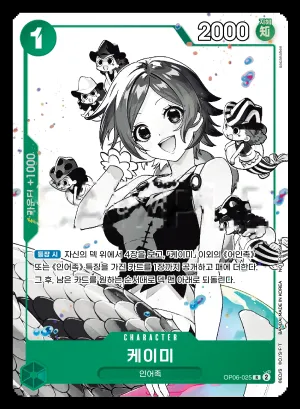 1
2000
지
知
카운터 +1000
등장 시 자신의 덱 위에서 4장을 보고, 「케이미」 이외의 《어인족》
또는 《인어족》 특징을 가진 카드를 1장까지 공개하고 패에 더한다.
그 후, 남은 카드를 원하는 순서대로 덱 맨 아래로 되돌린다.
CHARACTER
케이미
인어족
OP06-025 R 2